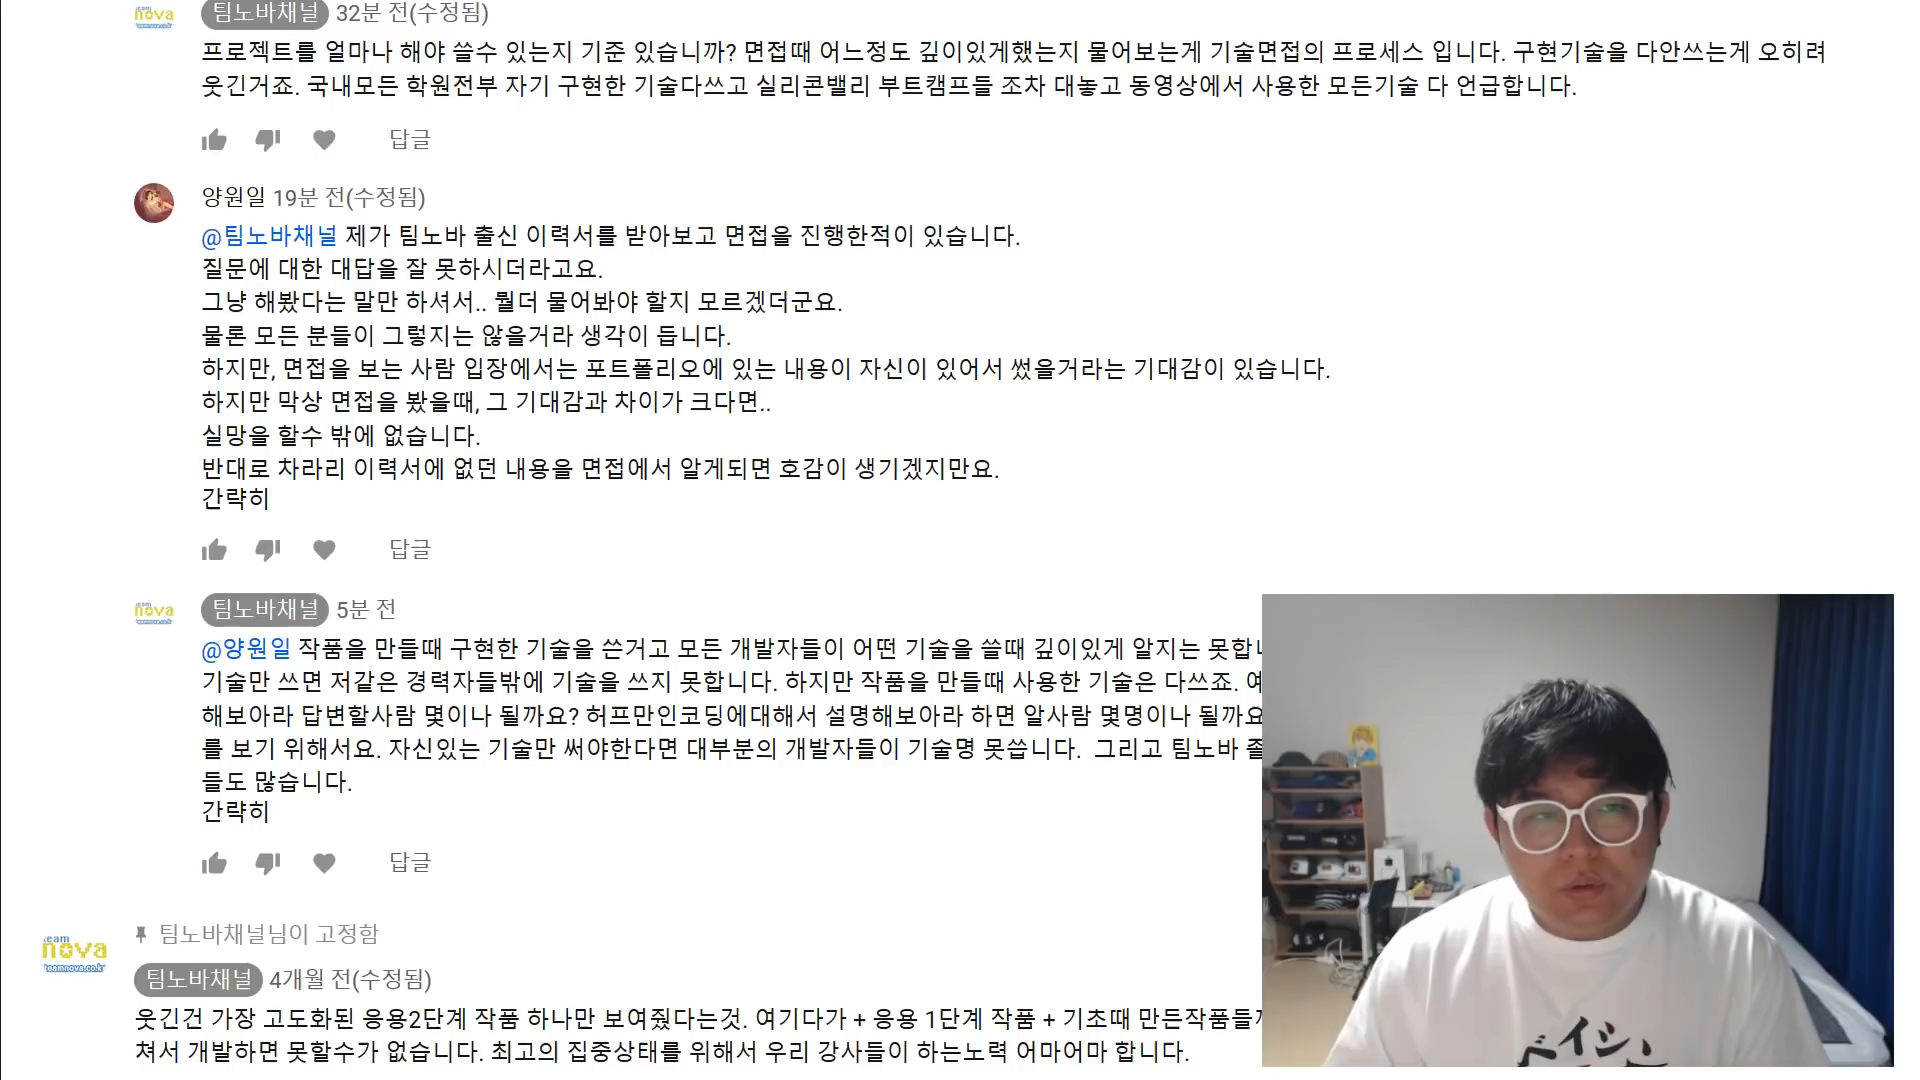 eam
nova
teamnova.co.kr
팀노바채널 32분 전(수정됨)
프로젝트를 얼마나 해야 쓸수 있는지 기준 있습니까? 면접때 어느정도 깊이있게했는지 물어보는게 기술면접의 프로세스 입니다. 구현기술을 다안쓰는게 오히려
웃긴거죠. 국내모든 학원전부 자기 구현한 기술다쓰고 실리콘밸리 부트캠프들 조차 대놓고 동영상에서 사용한 모든기술 다 언급합니다.
답글
양원일 19분 전(수정됨)
@팀노바채널 제가 팀노바 출신 이력서를 받아보고 면접을 진행한적이 있습니다.
질문에 대한 대답을 잘 못하시더라고요.
그냥 해봤다는 말만 하셔서.. 뭘더 물어봐야 할지 모르겠더군요.
물론 모든 분들이 그렇지는 않을거라 생각이 듭니다.
하지만, 면접을 보는 사람 입장에서는 포트폴리오에 있는 내용이 자신이 있어서 썼을거라는 기대감이 있습니다.
하지만 막상 면접을 봤을때, 그 기대감과 차이가 크다면..
실망을 할수 밖에 없습니다.
반대로 차라리 이력서에 없던 내용을 면접에서 알게되면 호감이 생기겠지만요.
간략히
답글
eam
nova
teamnova.co.kr
팀노바채널 5분 전
@양원일 작품을 만들때 구현한 기술을 쓴거고 모든 개발자들이 어떤 기술을 쓸때 깊이있게 알지는 못합니
기술만 쓰면 저같은 경력자들밖에 기술을 쓰지 못합니다. 하지만 작품을 만들때 사용한 기술은 다쓰죠. 예
해보아라 답변할사람 몇이나 될까요? 허프만인코딩에대해서 설명해보아라 하면 알사람 몇명이나 될까요
를 보기 위해서요. 자신있는 기술만 써야한다면 대부분의 개발자들이 기술명 못씁니다. 그리고 팀노바 졸
들도 많습니다.
간략히
답글
팀노바채널님이 고정함
eam
nova
teamnova.co.kr
팀노바채널 4개월 전(수정됨)
웃긴건 가장 고도화된 응용2단계 작품 하나만 보여줬다는것. 여기다가 + 응용 1단계 작품 + 기초때 만든작품들
쳐서 개발하면 못할수가 없습니다. 최고의 집중상태를 위해서 우리 강사들이 하는노력 어마어마 합니다.